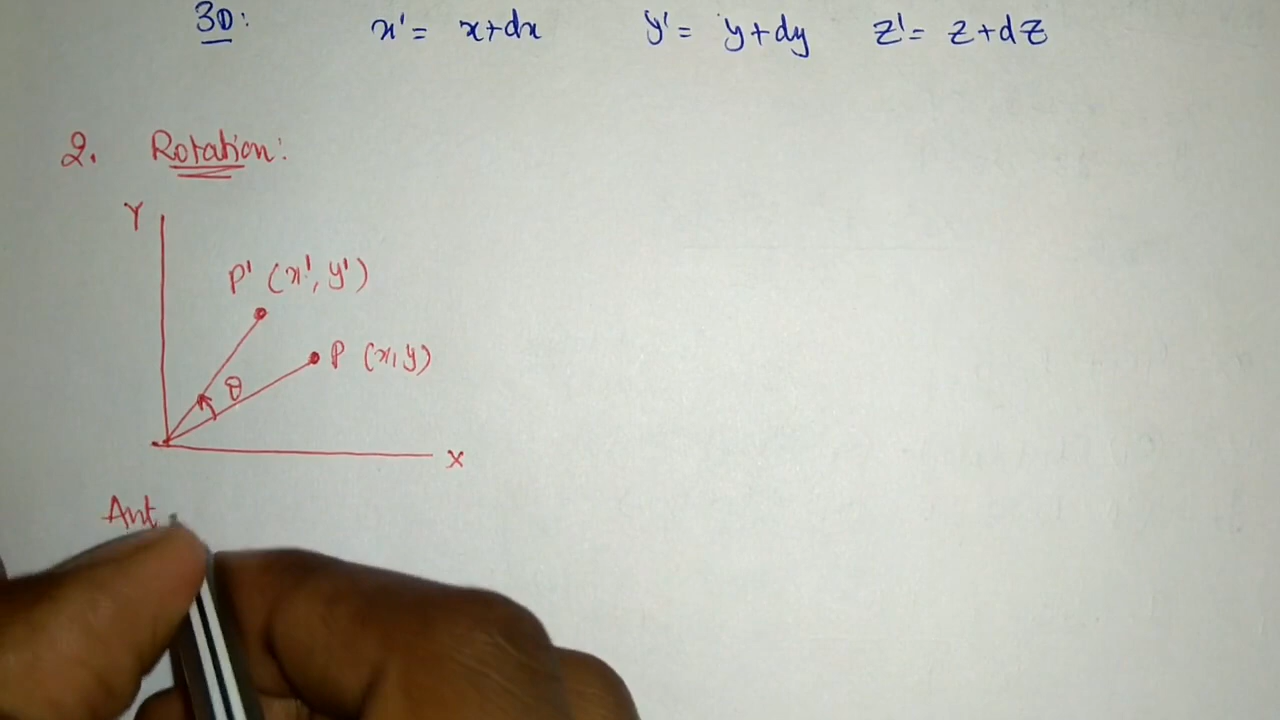 3D: x' = x+dx y' = y+dy z' = z+dz
2. Rotation:
Y
P' (x', y')
P (x, y)
θ
X
Ant